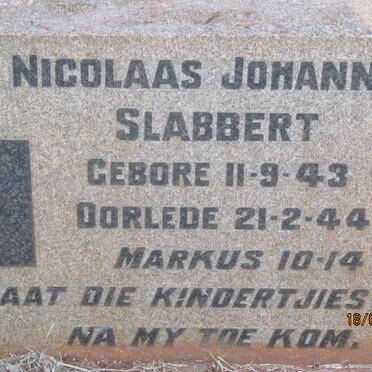 NICOLAAS JOHANN
SLABBERT
GEBORE 11-9-43
OORLEDE 21-2-44
MARKUS 10-14
AAT DIE KINDERTJIES
NA MY TOE KOM.
18/0